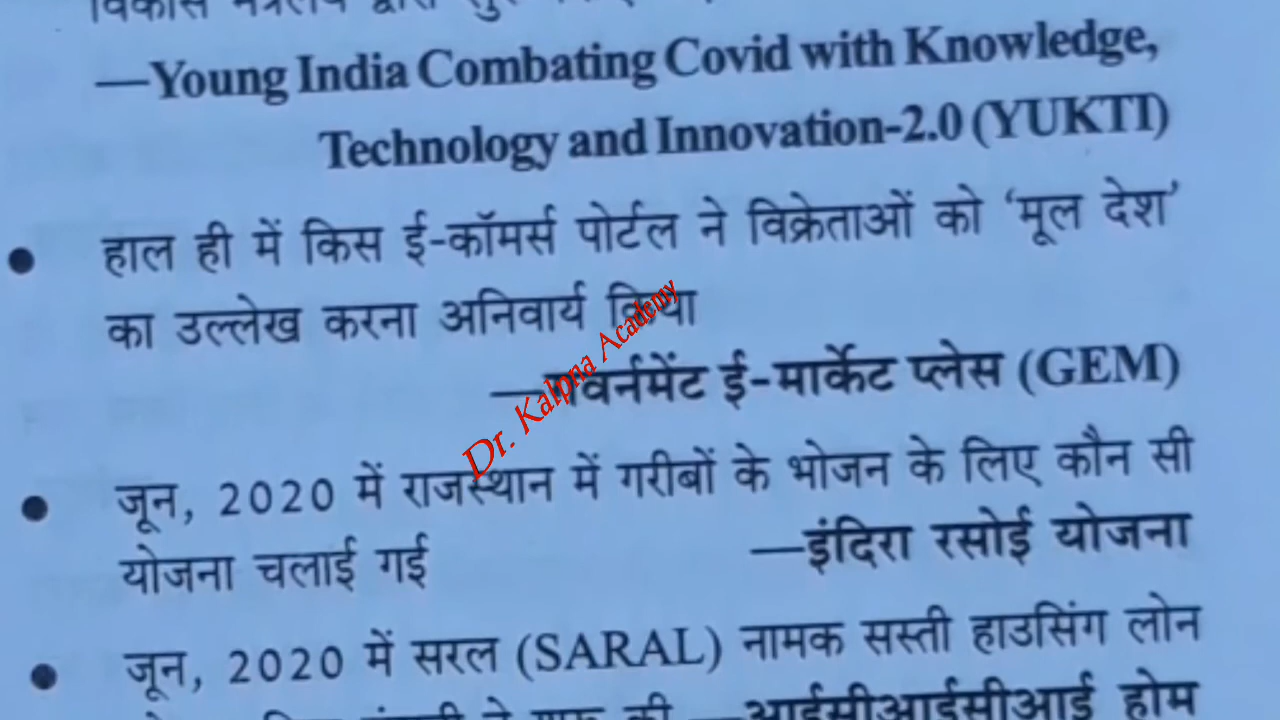 विकास
—Young India Combating Covid with Knowledge,
Technology and Innovation-2.0 (YUKTI)
हाल ही में किस ई-कॉमर्स पोर्टल ने विक्रेताओं को ‘मूल देश’
का उल्लेख करना अनिवार्य किया
—गवर्नमेंट ई-मार्केट प्लेस (GEM)
Dr. Kalpna Academy
जून, 2020 में राजस्थान में गरीबों के भोजन के लिए कौन सी
योजना चलाई गई —इंदिरा रसोई योजना
जून, 2020 में सरल (SARAL) नामक सस्ती हाउसिंग लोन
—आईसीआईसीआई होम